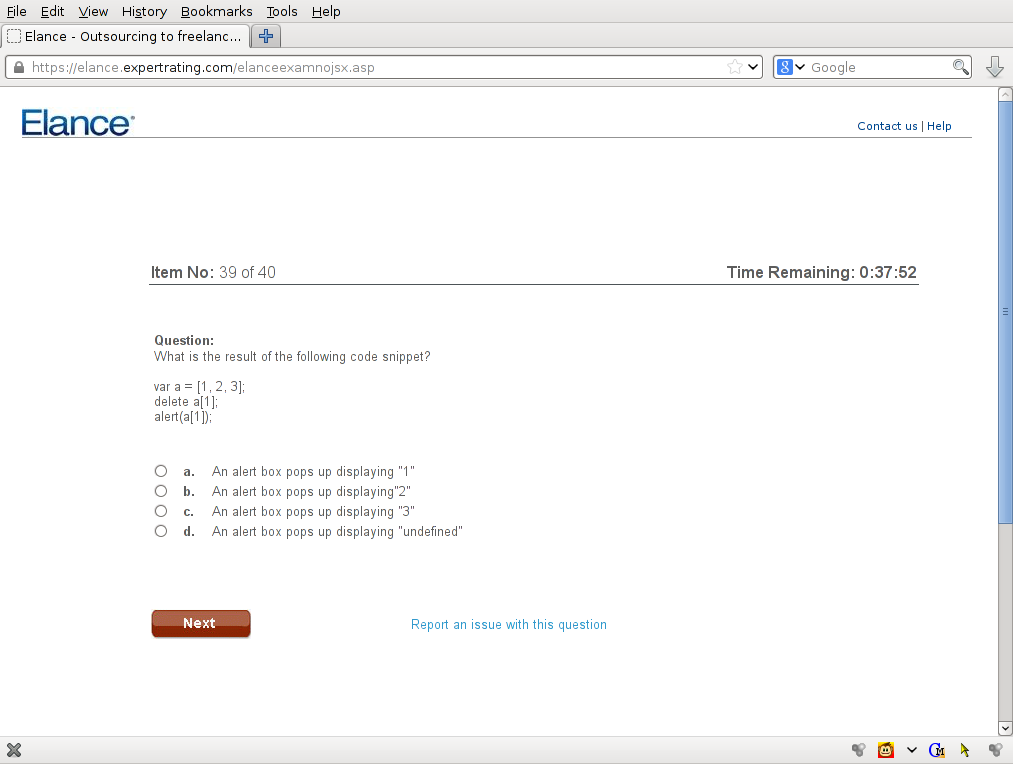 File Edit View History Bookmarks Tools Help
Elance - Outsourcing to freelanc...
https://elance.expertrating.com/elanceexamnojsx.asp
8 Google
Elance
Contact us | Help
Item No: 39 of 40
Time Remaining: 0:37:52
Question:
What is the result of the following code snippet?
var a = [1, 2, 3];
delete a[1];
alert(a[1]);
a. An alert box pops up displaying "1"
b. An alert box pops up displaying"2"
c. An alert box pops up displaying "3"
d. An alert box pops up displaying "undefined"
Next
Report an issue with this question